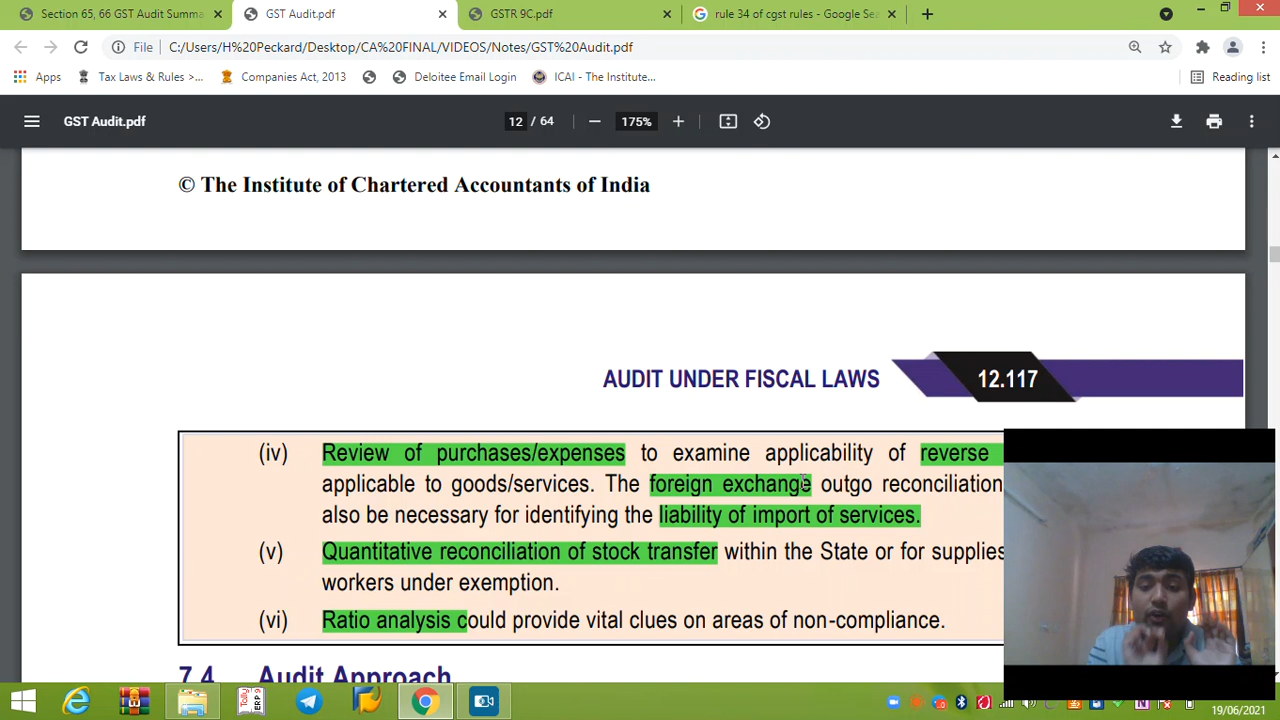 Section 65, 66 GST Audit Summa
GST Audit.pdf
GSTR 9C.pdf
rule 34 of cgst rules - Google Sea
File
C:/Users/H%20Peckard/Desktop/CA%20FINAL/VIDEOS/Notes/GST%20Audit.pdf
Apps
Tax Laws & Rules >...
Companies Act, 2013
Deloitee Email Login
ICAI - The Institute...
Reading list
GST Audit.pdf
12 / 64
175%
© The Institute of Chartered Accountants of India
AUDIT UNDER FISCAL LAWS
12.117
(iv) Review of purchases/expenses to examine applicability of reverse
applicable to goods/services. The foreign exchange outgo reconciliation
also be necessary for identifying the liability of import of services.
(v) Quantitative reconciliation of stock transfer within the State or for supplies
workers under exemption.
(vi) Ratio analysis could provide vital clues on areas of non-compliance.
7.4 Audit Approach
19/06/2021